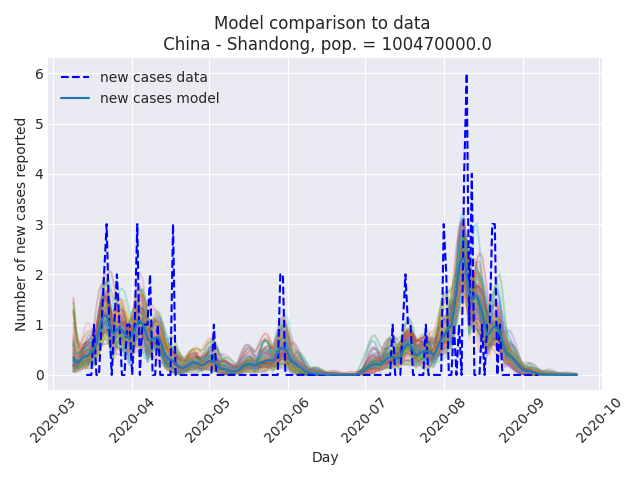 Model comparison to data
China - Shandong, pop. = 100470000.0
new cases data
new cases model
Number of new cases reported
6
5
4
3
2
1
0
2020-03
2020-04
2020-05
2020-06
2020-07
2020-08
2020-09
2020-10
Day